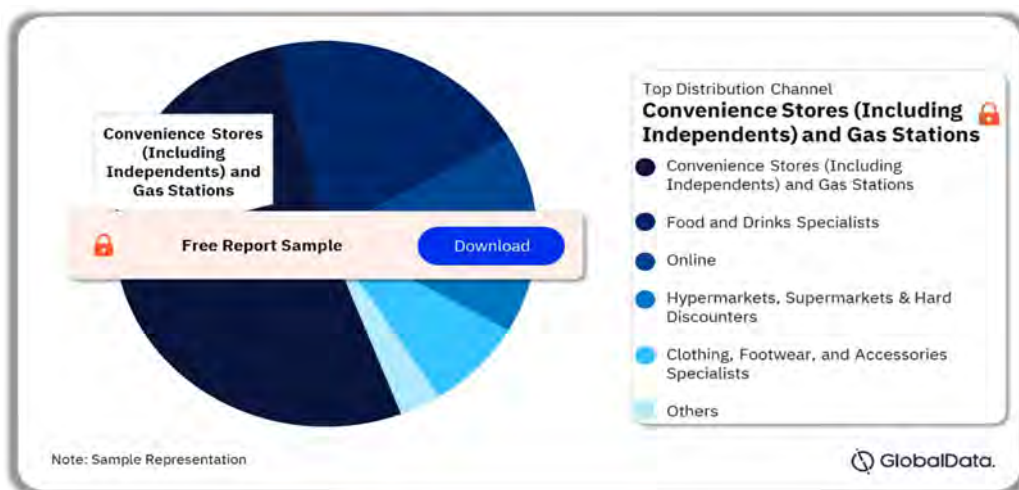 Convenience Stores
(Including
Independents) and
Gas Stations
Free Report Sample
Download
Top Distribution Channel
Convenience Stores (Including
Independents) and Gas Stations
Convenience Stores (Including
Independents) and Gas Stations
Food and Drinks Specialists
Online
Hypermarkets, Supermarkets & Hard
Discounters
Clothing, Footwear, and Accessories
Specialists
Others
Note: Sample Representation
GlobalData.